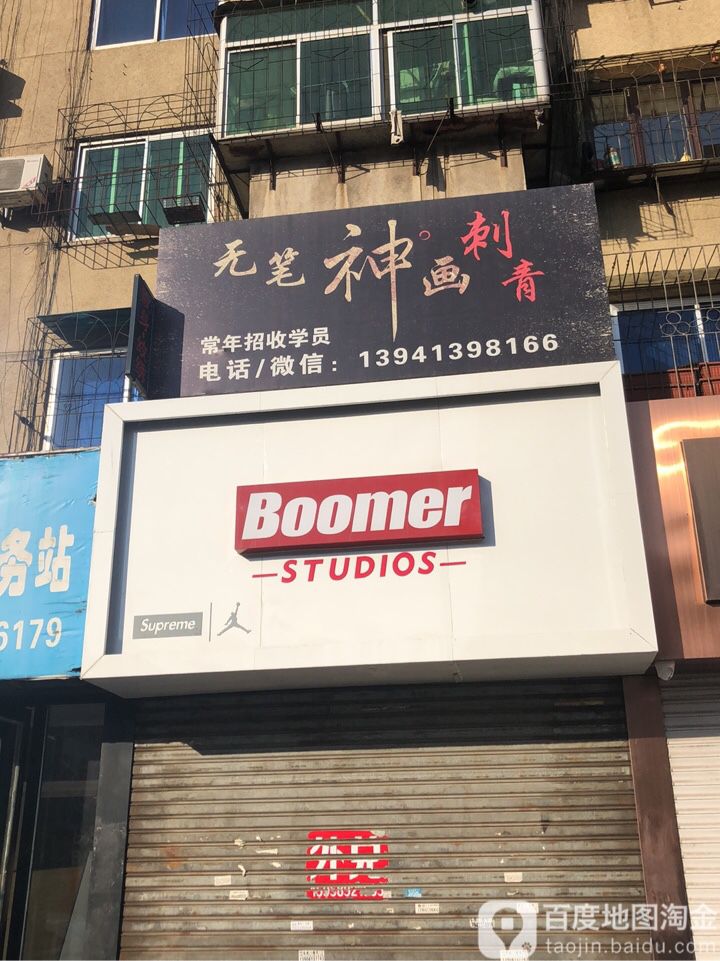 无笔神画刺青
常年招收学员
电话/微信：13941398166
Boomer
-STUDIOS-
Supreme
务站
6179
百度地图淘金
taojin.baidu.com